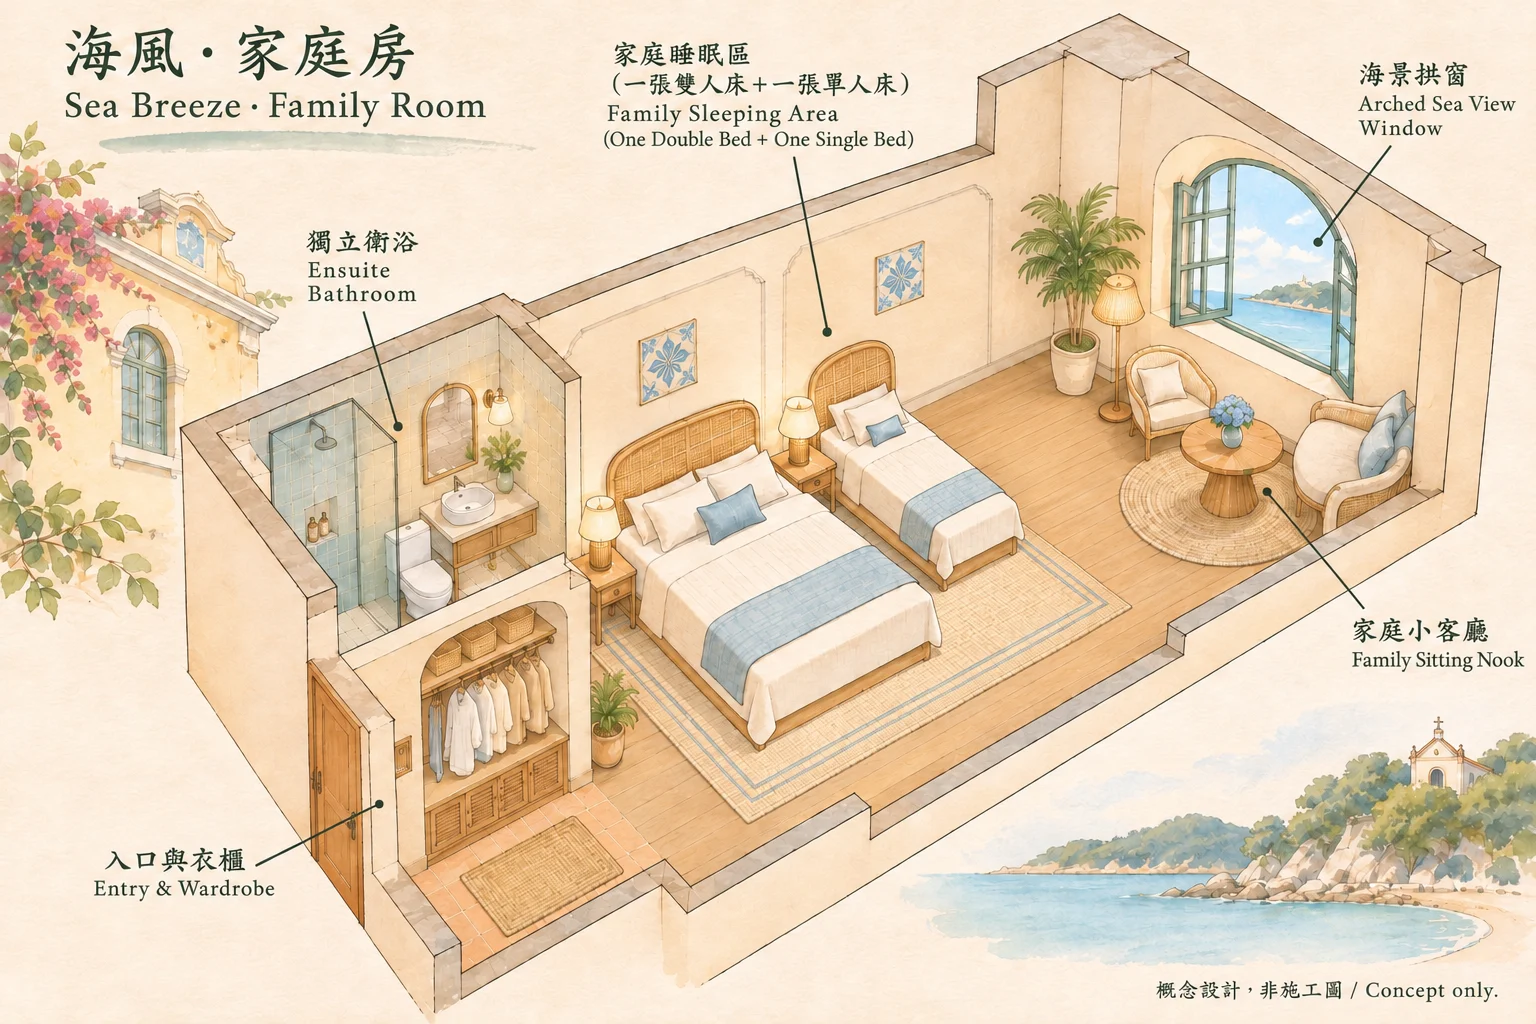 海風·家庭房
Sea Breeze · Family Room
家庭睡眠區
（一張雙人床＋一張單人床）
Family Sleeping Area
(One Double Bed + One Single Bed)
海景拱窗
Arched Sea View
Window
獨立衛浴
Ensuite
Bathroom
家庭小客廳
Family Sitting Nook
入口與衣櫃
Entry & Wardrobe
概念設計，非施工圖 / Concept only.